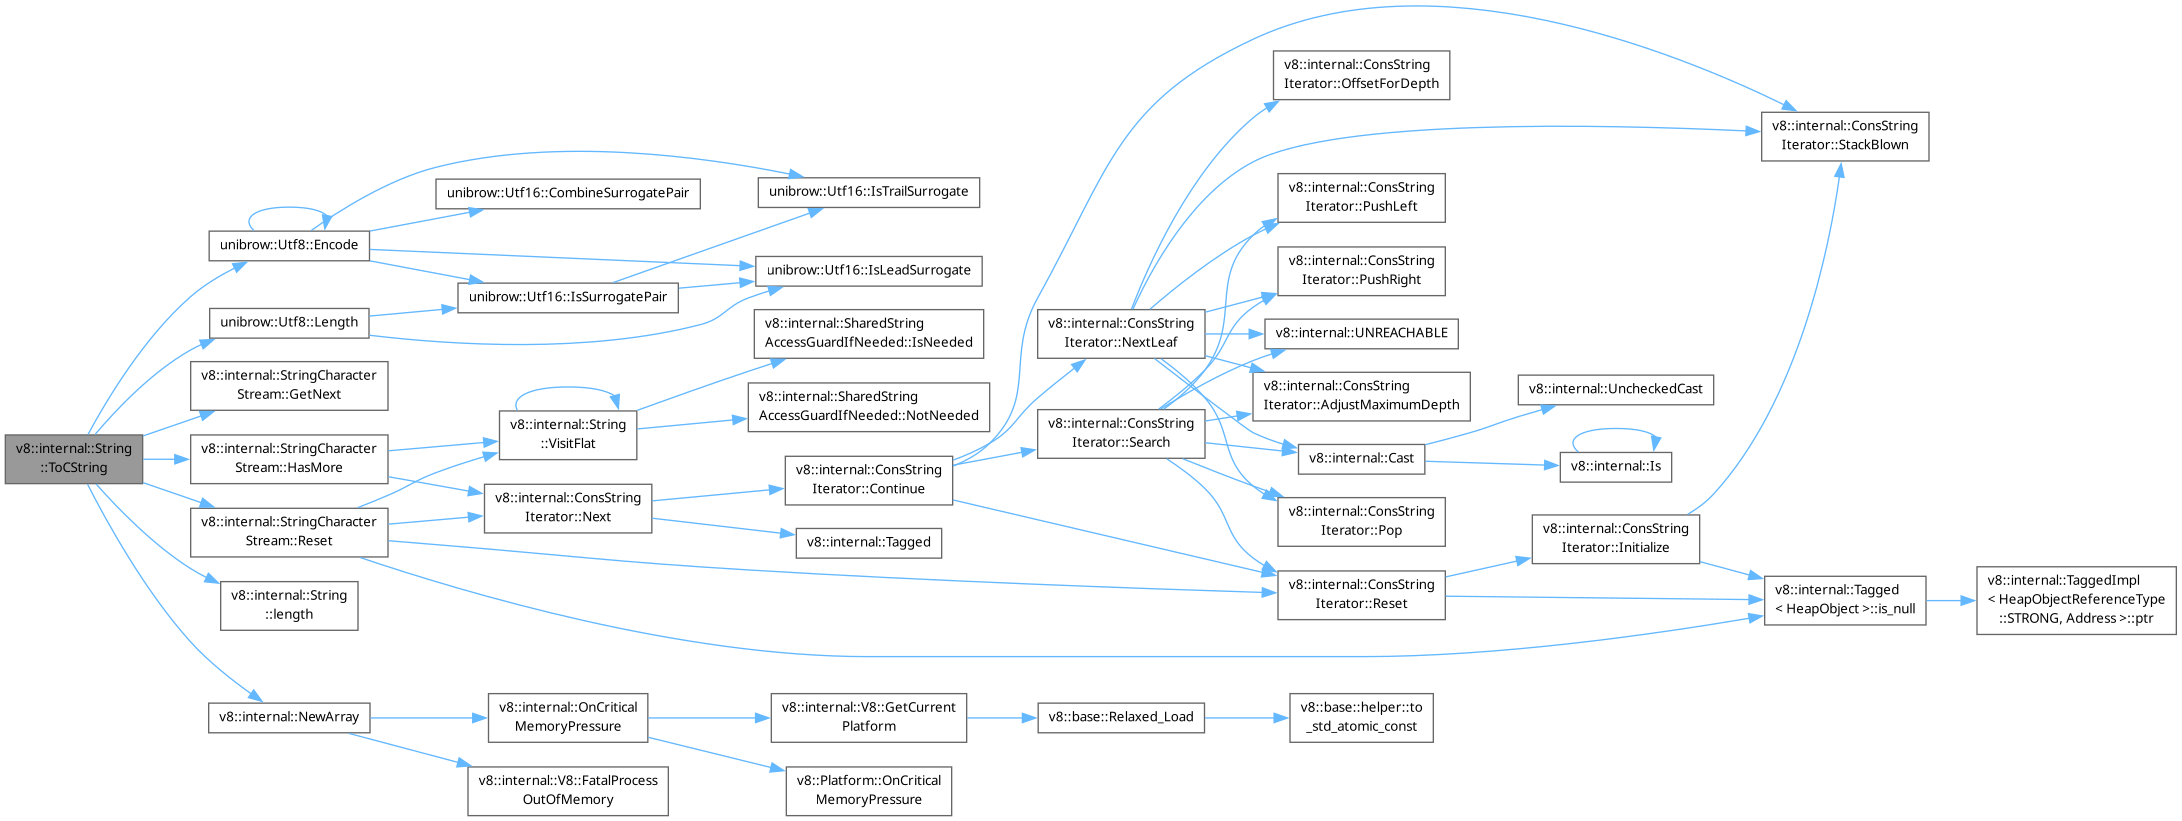 v8::internal::String
::ToCString
unibrow::Utf8::Encode
unibrow::Utf8::Length
v8::internal::StringCharacter
Stream::GetNext
v8::internal::StringCharacter
Stream::HasMore
v8::internal::StringCharacter
Stream::Reset
v8::internal::String
::length
v8::internal::NewArray
unibrow::Utf16::CombineSurrogatePair
unibrow::Utf16::IsSurrogatePair
v8::internal::String
::VisitFlat
v8::internal::ConsString
Iterator::Next
v8::internal::OnCritical
MemoryPressure
v8::internal::V8::FatalProcess
OutOfMemory
unibrow::Utf16::IsTrailSurrogate
unibrow::Utf16::IsLeadSurrogate
v8::internal::SharedString
AccessGuardIfNeeded::IsNeeded
v8::internal::SharedString
AccessGuardIfNeeded::NotNeeded
v8::internal::ConsString
Iterator::Continue
v8::internal::Tagged
v8::internal::V8::GetCurrent
Platform
v8::Platform::OnCritical
MemoryPressure
v8::internal::ConsString
Iterator::NextLeaf
v8::internal::ConsString
Iterator::Search
v8::base::Relaxed_Load
v8::internal::ConsString
Iterator::OffsetForDepth
v8::internal::ConsString
Iterator::PushLeft
v8::internal::ConsString
Iterator::PushRight
v8::internal::UNREACHABLE
v8::internal::ConsString
Iterator::AdjustMaximumDepth
v8::internal::Cast
v8::internal::ConsString
Iterator::Pop
v8::internal::ConsString
Iterator::Reset
v8::base::helper::to
_std_atomic_const
v8::internal::UncheckedCast
v8::internal::Is
v8::internal::ConsString
Iterator::Initialize
v8::internal::ConsString
Iterator::StackBlown
v8::internal::Tagged
< HeapObject >::is_null
v8::internal::TaggedImpl
< HeapObjectReferenceType
::STRONG, Address >::ptr